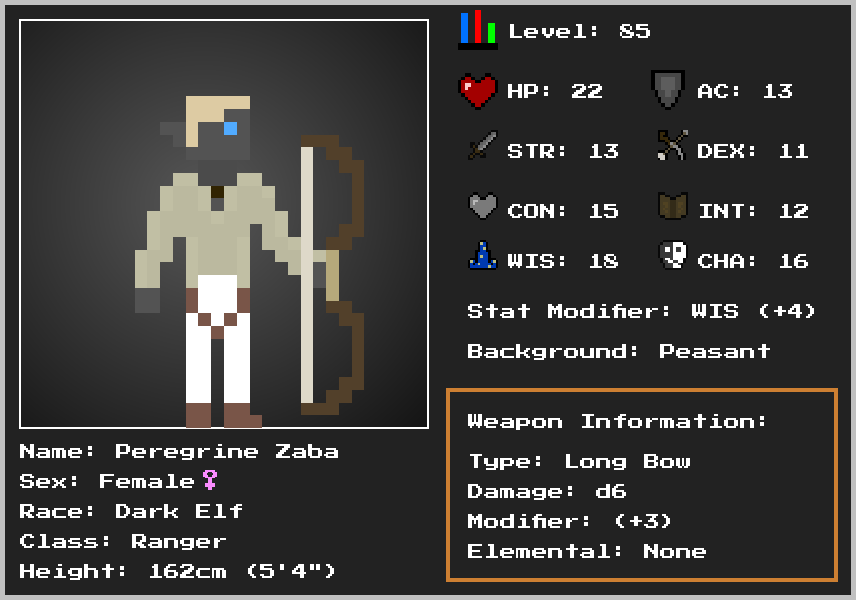 Level: 85
HP: 22 AC: 13
STR: 13 DEX: 11
CON: 15 INT: 12
WIS: 18 CHA: 16
Stat Modifier: WIS (+4)
Background: Peasant
Weapon Information:
Type: Long Bow
Damage: d6
Modifier: (+3)
Elemental: None
Name: Peregrine Zaba
Sex: Female♀
Race: Dark Elf
Class: Ranger
Height: 162cm (5'4")